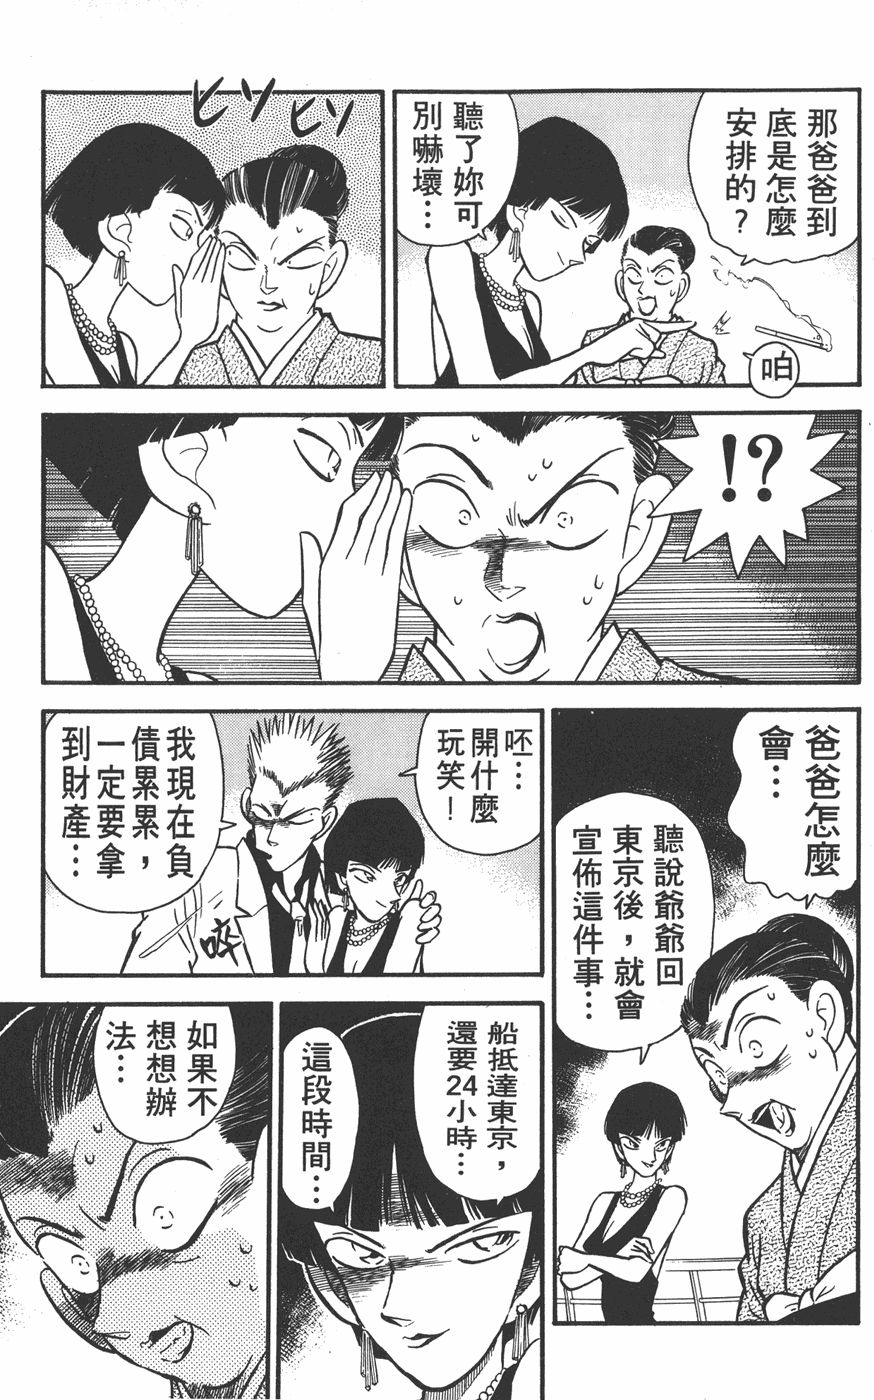 那爸爸到
底是怎麼
安排的？
聽了妳可
別嚇壞…
啪
ヒソ
ヒソ
!?
爸爸怎麼
會…
聽說爺爺回
東京後，就會
宣佈這件事…
呸…
開什麼
玩笑！
我現在負
債累累，
一定要拿
到財產…
啐
船抵達東京，
還要24小時…
這段時間…
如果不
想想辦
法…